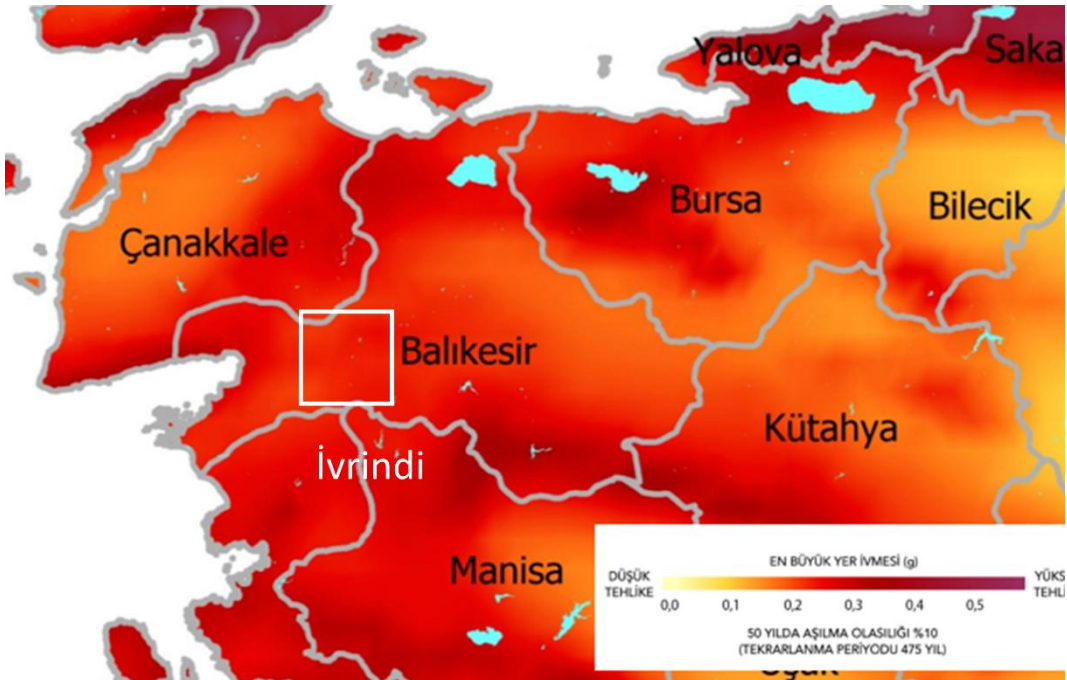 Yalova
Saka
Bursa
Bilecik
Çanakkale
Balıkesir
Kütahya
İvrindi
Manisa
EN BÜYÜK YER İVMESİ (g)
DÜŞÜK
TEHLİKE
YÜKS
TEHLİ
0,0 0,1 0,2 0,3 0,4 0,5
50 YILDA AŞILMA OLASILIĞI %10
(TEKRARLANMA PERİYODU 475 YIL)